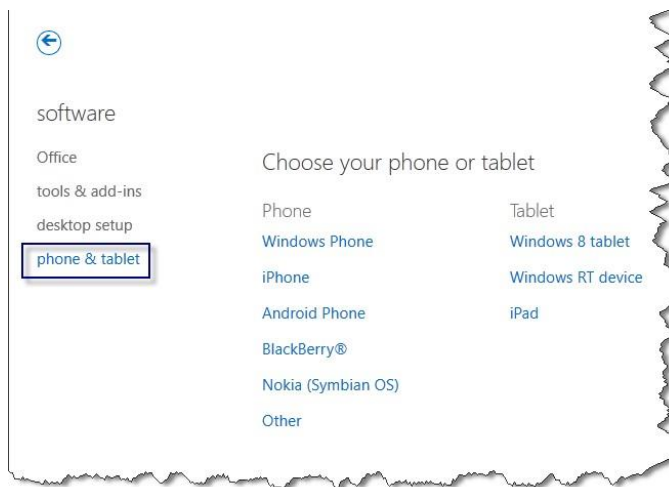 software
Office
tools & add-ins
desktop setup
phone & tablet
Choose your phone or tablet
Phone
Windows Phone
iPhone
Android Phone
BlackBerry®
Nokia (Symbian OS)
Other
Tablet
Windows 8 tablet
Windows RT device
iPad